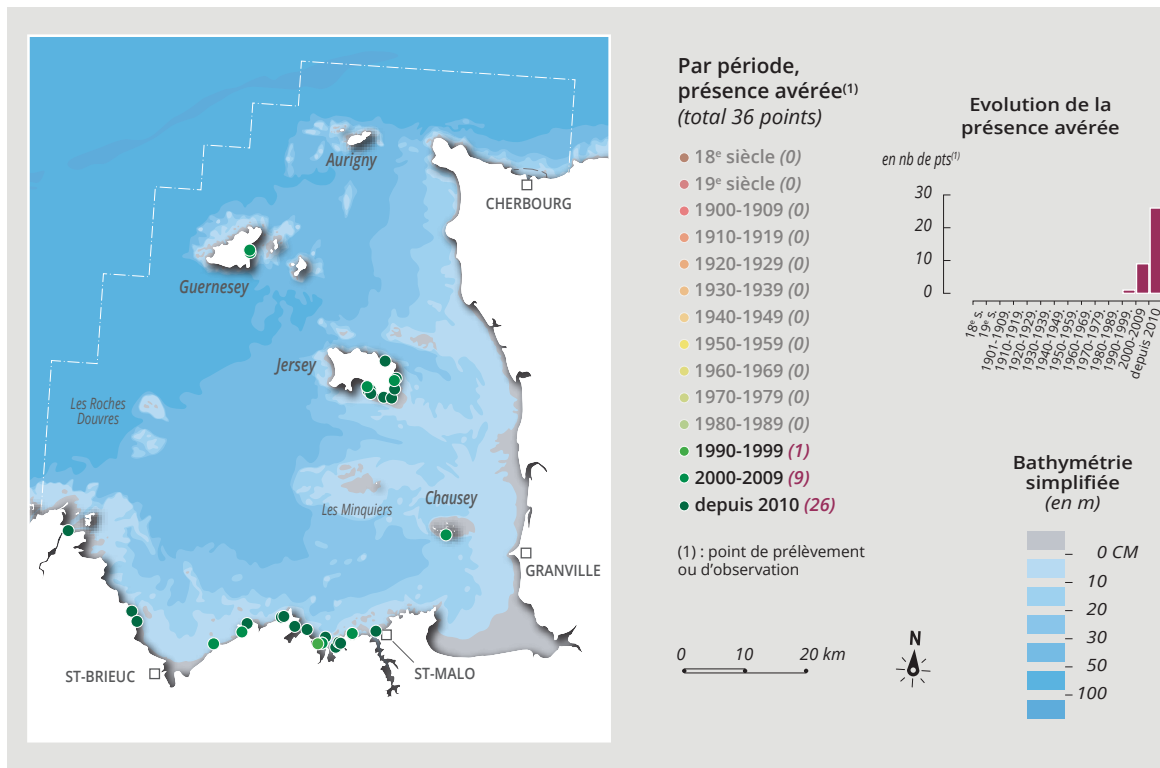 Aurigny
CHERBOURG
Guernesey
Jersey
Les Roches
Douvres
Chausey
Les Minquiers
GRANVILLE
ST-BRIEUC
ST-MALO
Par période,
présence avérée(1)
(total 36 points)
18e siècle (0)
19e siècle (0)
1900-1909 (0)
1910-1919 (0)
1920-1929 (0)
1930-1939 (0)
1940-1949 (0)
1950-1959 (0)
1960-1969 (0)
1970-1979 (0)
1980-1989 (0)
1990-1999 (1)
2000-2009 (9)
depuis 2010 (26)
(1) : point de prélèvement
ou d'observation
0 10 20 km
N
Evolution de la
présence avérée
en nb de pts(1)
30
20
10
0
18e s.
19e s.
1901-1909.
1910-1919.
1920-1929.
1930-1939.
1940-1949.
1950-1959.
1960-1969.
1970-1979.
1980-1989.
1990-1999.
2000-2009
depuis 2010
Bathymétrie
simplifiée
(en m)
0 CM
10
20
30
50
100